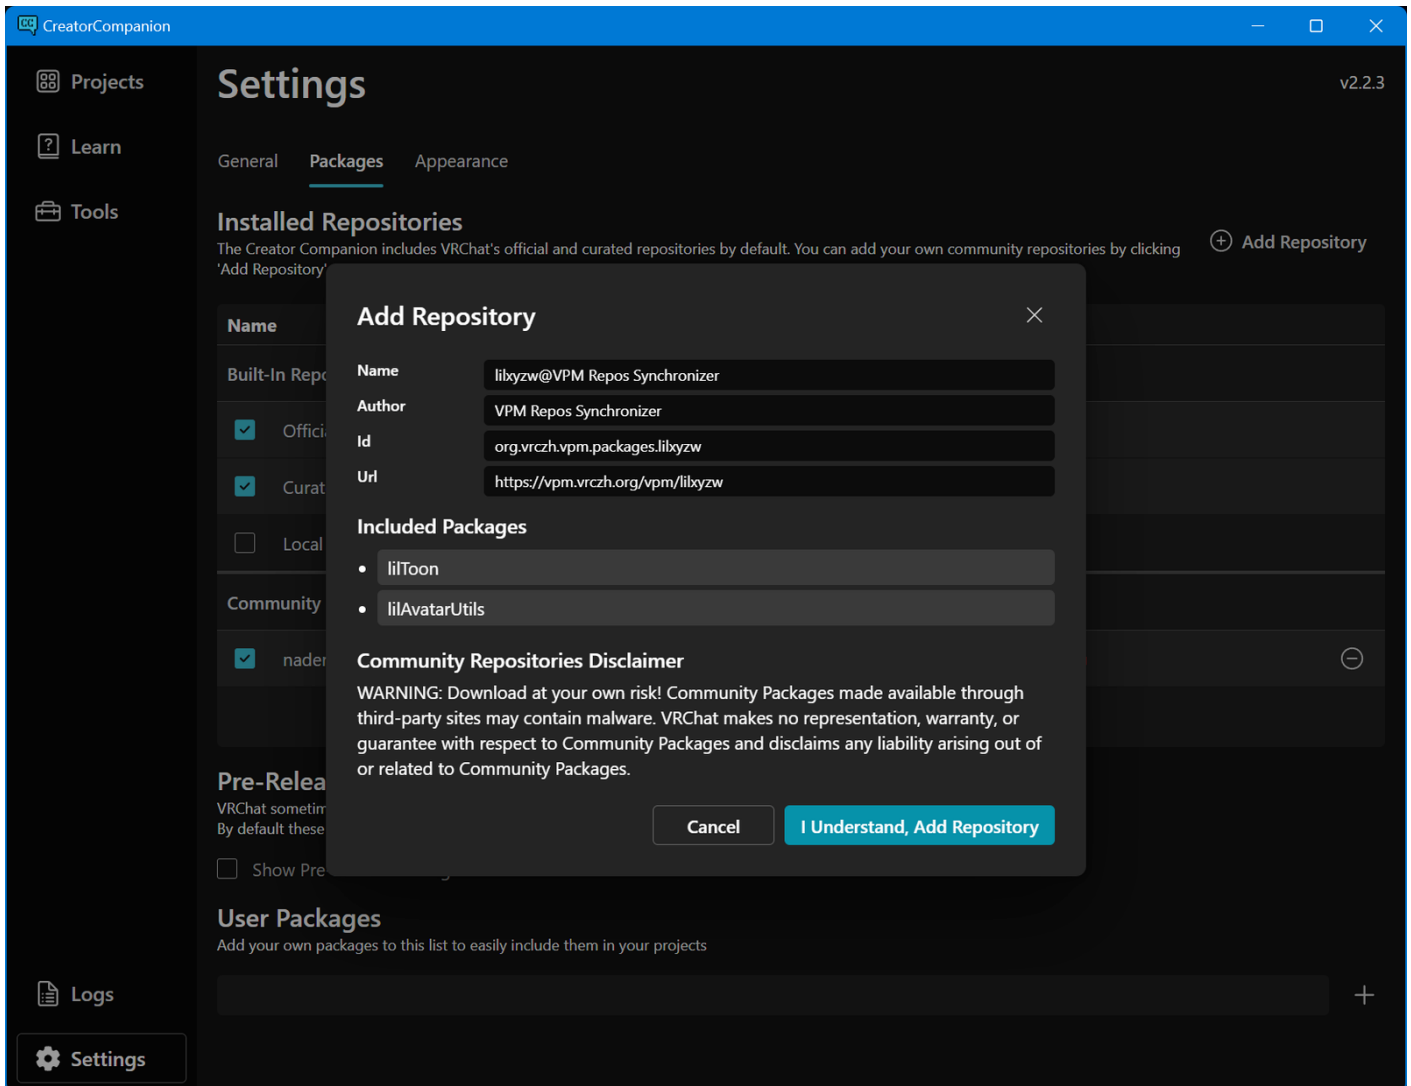 CreatorCompanion
Projects
Learn
Tools
Logs
Settings
Settings
v2.2.3
General Packages Appearance
Installed Repositories
The Creator Companion includes VRChat's official and curated repositories by default. You can add your own community repositories by clicking
'Add Repository'
Add Repository
Name
Built-In
Curat
Local
Community
Pre-Relea
VRChat
By default these
Show Pre
User Packages
Add your own packages to this list to easily include them in your projects
Add Repository
Name lilxyzw@VPM Repos Synchronizer
Author VPM Repos Synchronizer
Id org.vrczh.vpm.packages.lilxyzw
Url https://vpm.vrczh.org/vpm/lilxyzw
Included Packages
• lilToon
• lilAvatarUtils
Community Repositories Disclaimer
WARNING: Download at your own risk! Community Packages made available through
third-party sites may contain malware. VRChat makes no representation, warranty, or
guarantee with respect to Community Packages and disclaims any liability arising out of
or related to Community Packages.
Cancel
I Understand, Add Repository